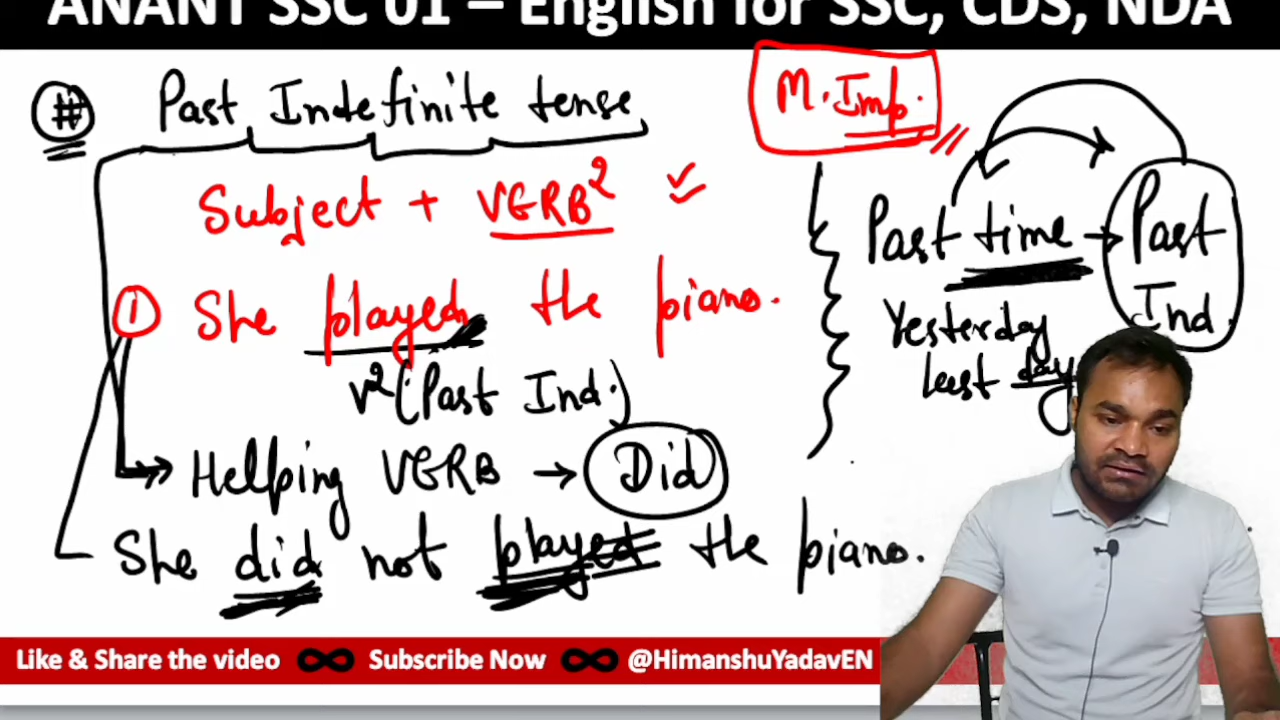 ANANT SSC 01 – English for SSC, CDS, NDA
# Past Indefinite tense
M. Imp.
Subject + VERB²
① She played the piano.
V² (Past Ind.)
Helping VERB → Did
She did not played the piano.
Past time → Past Ind.
Yesterday
last day
Like & Share the video Subscribe Now @HimanshuYadavEN